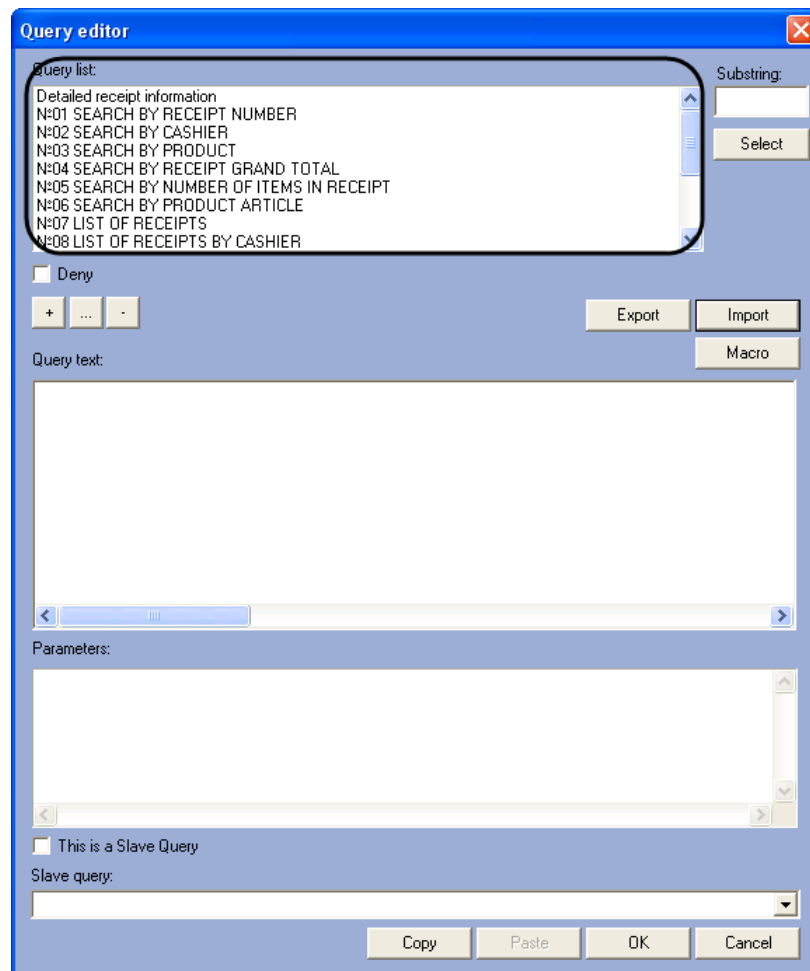 Query editor
Query list:
Substring:
Detailed receipt information
№01 SEARCH BY RECEIPT NUMBER
№02 SEARCH BY CASHIER
№03 SEARCH BY PRODUCT
№04 SEARCH BY RECEIPT GRAND TOTAL
№05 SEARCH BY NUMBER OF ITEMS IN RECEIPT
№06 SEARCH BY PRODUCT ARTICLE
№07 LIST OF RECEIPTS
№08 LIST OF RECEIPTS BY CASHIER
Select
Deny
+ ... -
Export Import
Macro
Query text:
Parameters:
This is a Slave Query
Slave query:
Copy Paste OK Cancel